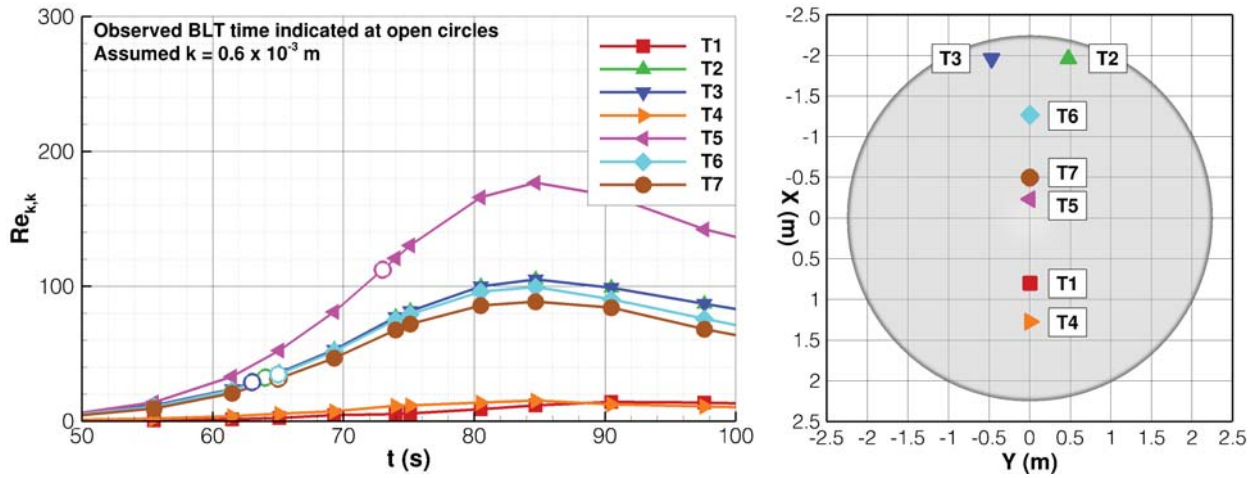 Observed BLT time indicated at open circles
Assumed k = 0.6 x 10⁻³ m
300
200
100
0
Re_k,k
50
60
70
80
90
100
t (s)
T1
T2
T3
T4
T5
T6
T7
-2.5
-2
-1.5
-1
-0.5
0
0.5
1
1.5
2
2.5
X (m)
T3
T2
T6
T7
T5
T1
T4
-2.5
-2
-1.5
-1
-0.5
0
0.5
1
1.5
2
2.5
Y (m)